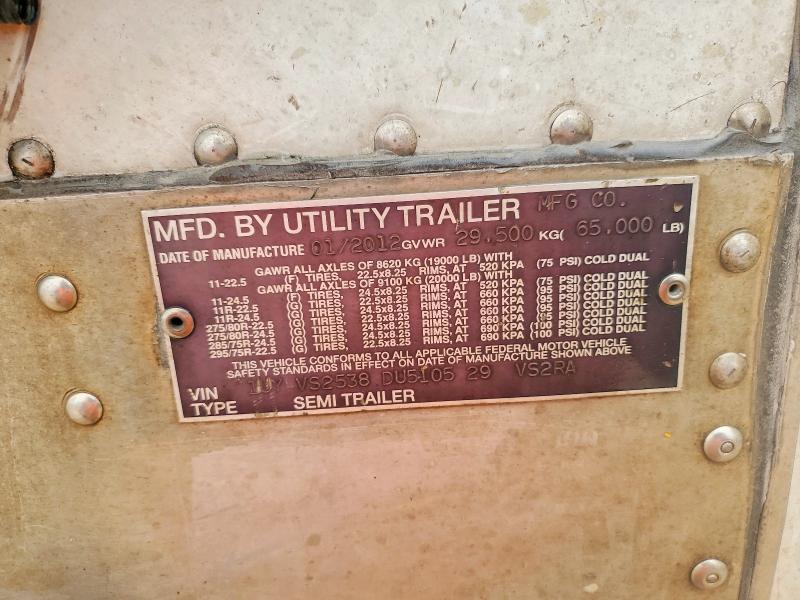 MFD. BY UTILITY TRAILER MFG CO.
DATE OF MANUFACTURE 01/2012 GVWR 29,500 KG( 65,000 LB)
GAWR ALL AXLES OF 8620 KG (19000 LB) WITH
11-22.5 (F) TIRES, 22.5x8.25 RIMS, AT 520 KPA (75 PSI) COLD DUAL
GAWR ALL AXLES OF 9100 KG (20000 LB) WITH
11-24.5 (F) TIRES, 24.5x8.25 RIMS, AT 520 KPA (75 PSI) COLD DUAL
11R-22.5 (G) TIRES, 22.5x8.25 RIMS, AT 660 KPA (95 PSI) COLD DUAL
11R-24.5 (G) TIRES, 24.5x8.25 RIMS, AT 660 KPA (95 PSI) COLD DUAL
275/80R-22.5 (G) TIRES, 22.5x8.25 RIMS, AT 660 KPA (95 PSI) COLD DUAL
275/80R-24.5 (G) TIRES, 24.5x8.25 RIMS, AT 660 KPA (95 PSI) COLD DUAL
285/75R-24.5 (G) TIRES, 24.5x8.25 RIMS, AT 690 KPA (100 PSI) COLD DUAL
295/75R-22.5 (G) TIRES, 22.5x8.25 RIMS, AT 690 KPA (100 PSI) COLD DUAL
THIS VEHICLE CONFORMS TO ALL APPLICABLE FEDERAL MOTOR VEHICLE
SAFETY STANDARDS IN EFFECT ON DATE OF MANUFACTURE SHOWN ABOVE
VIN VS2538 DU5105 29 VS2RA
TYPE SEMI TRAILER